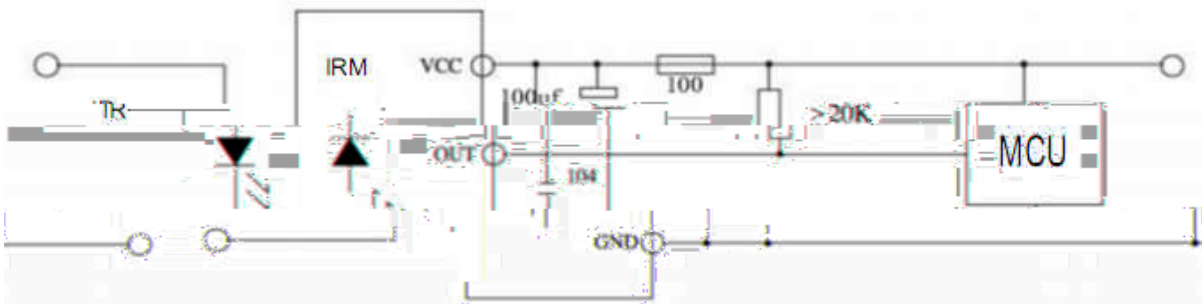 IRM
VCC
100uf
100
TR
>20K
OUT
MCU
104
GND